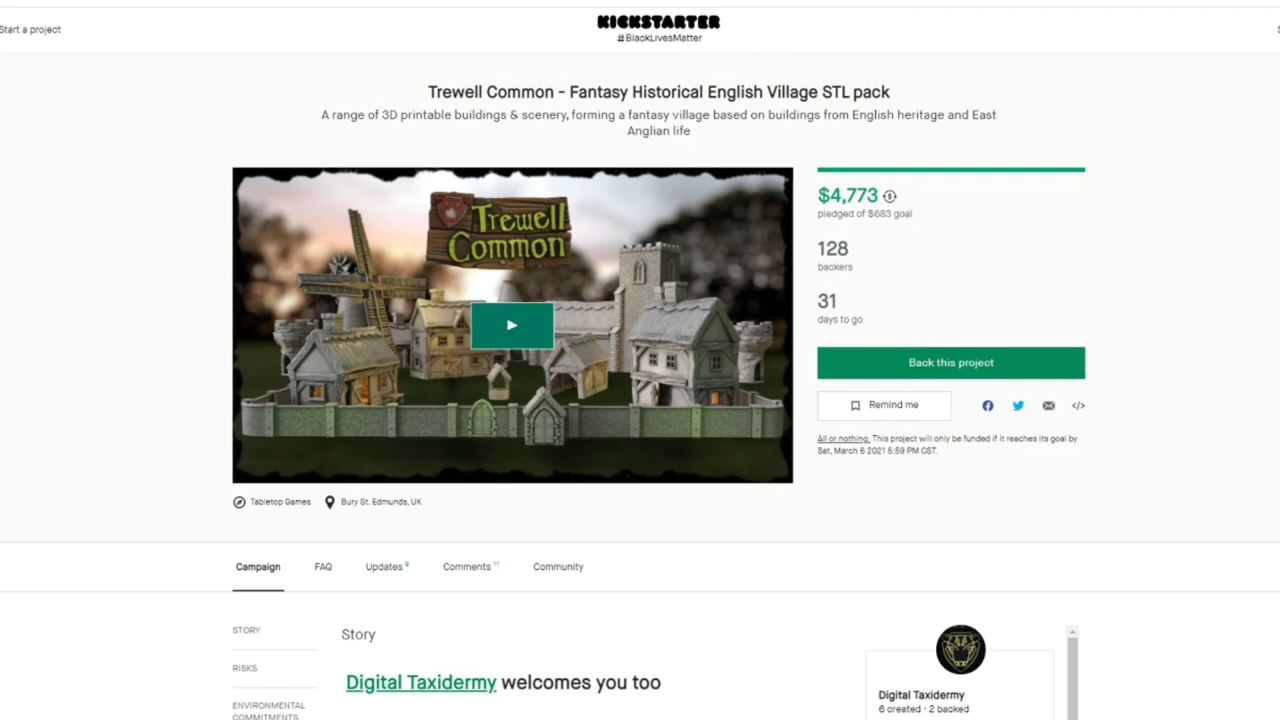 Start a project
KICKSTARTER
#BlackLivesMatter
Trewell Common - Fantasy Historical English Village STL pack
A range of 3D printable buildings & scenery, forming a fantasy village based on buildings from English heritage and East
Anglian life
Trewell
Common
$4,773
pledged of $683 goal
128
backers
31
days to go
Back this project
Remind me
</>
All or nothing. This project will only be funded if it reaches its goal by
Sat, March 6 2021 5:59 PM CST.
Tabletop Games
Bury St. Edmunds, UK
Campaign FAQ Updates 9 Comments 11 Community
STORY
RISKS
ENVIRONMENTAL
COMMITMENTS
Story
Digital Taxidermy welcomes you too
Digital Taxidermy
6 created · 2 backed